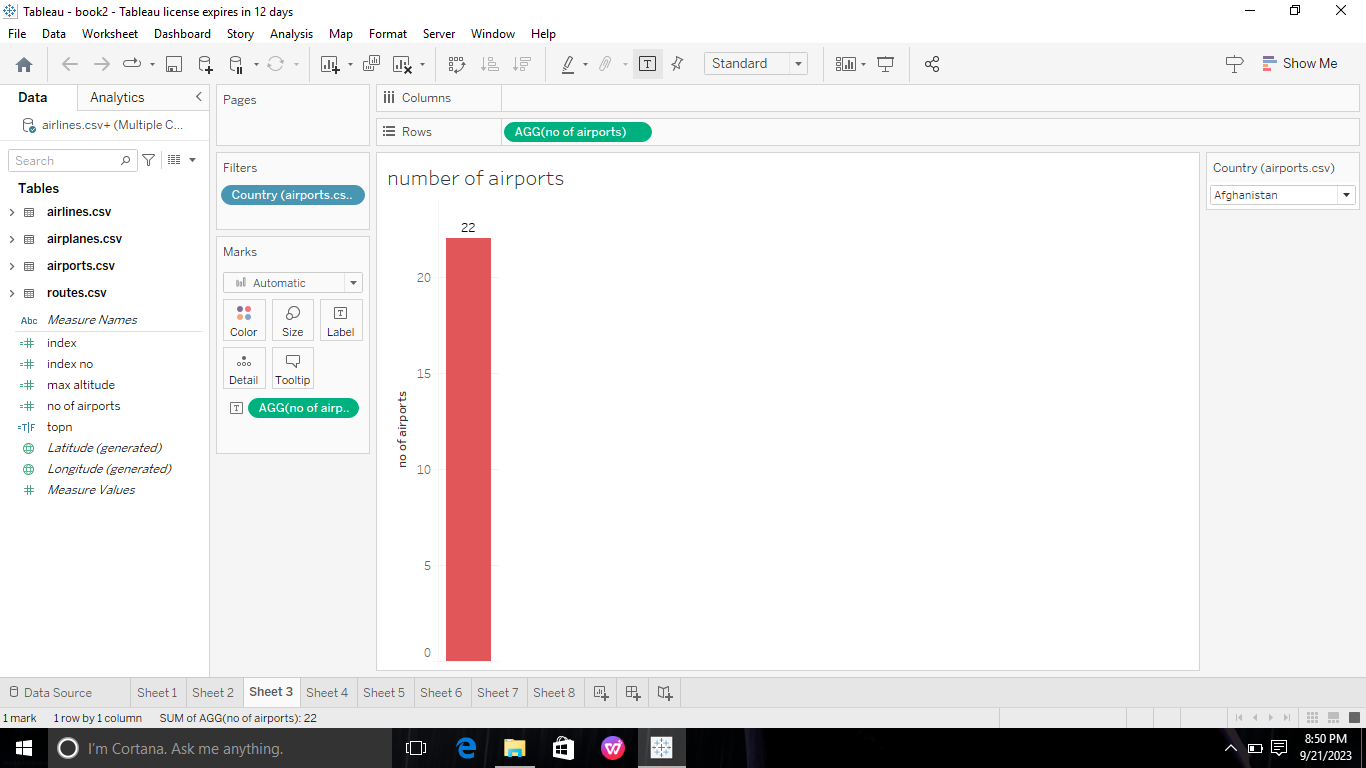 Tableau - book2 - Tableau license expires in 12 days
File Data Worksheet Dashboard Story Analysis Map Format Server Window Help
Standard
Show Me
Data Analytics
airlines.csv+ (Multiple C...
Search
Tables
airlines.csv
airplanes.csv
airports.csv
routes.csv
Abc Measure Names
index
index no
max altitude
no of airports
=T|F topn
Latitude (generated)
Longitude (generated)
Measure Values
Pages
Filters
Country (airports.cs..
Marks
Automatic
Color Size Label
Detail Tooltip
AGG(no of airp..
Columns
Rows AGG(no of airports)
number of airports
22
20
15
10
5
0
no of airports
Country (airports.csv)
Afghanistan
Data Source Sheet 1 Sheet 2 Sheet 3 Sheet 4 Sheet 5 Sheet 6 Sheet 7 Sheet 8
1 mark 1 row by 1 column SUM of AGG(no of airports): 22
I'm Cortana. Ask me anything.
8:50 PM
9/21/2023